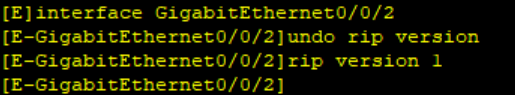 [E]interface GigabitEthernet0/0/2
[E-GigabitEthernet0/0/2]undo rip version
[E-GigabitEthernet0/0/2]rip version 1
[E-GigabitEthernet0/0/2]